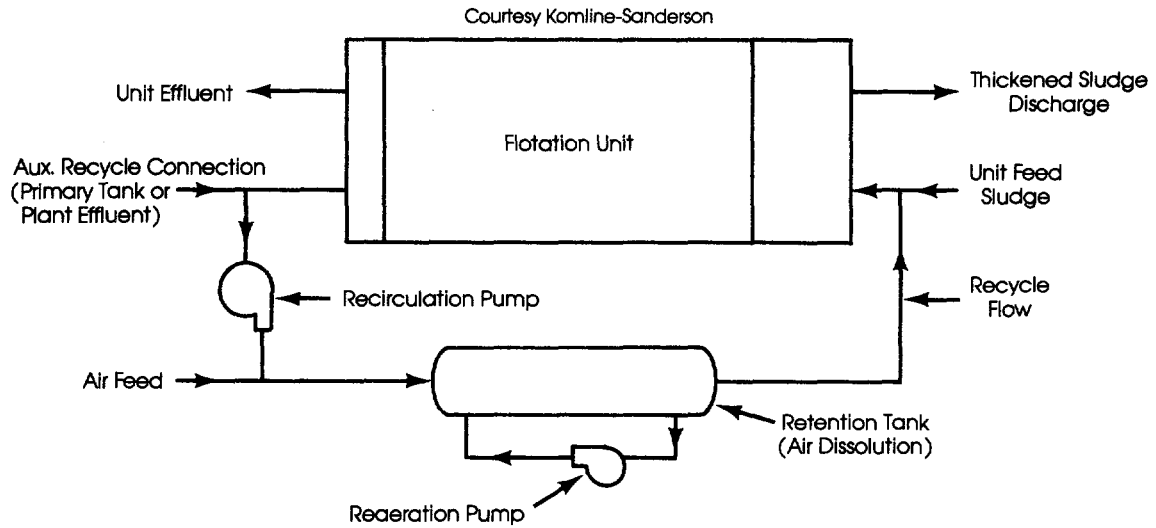 Courtesy Komline-Sanderson
Unit Effluent
Thickened Sludge
Discharge
Flotation Unit
Aux. Recycle Connection
(Primary Tank or
Plant Effluent)
Unit Feed
Sludge
Recirculation Pump
Recycle
Flow
Air Feed
Retention Tank
(Air Dissolution)
Reaeration Pump